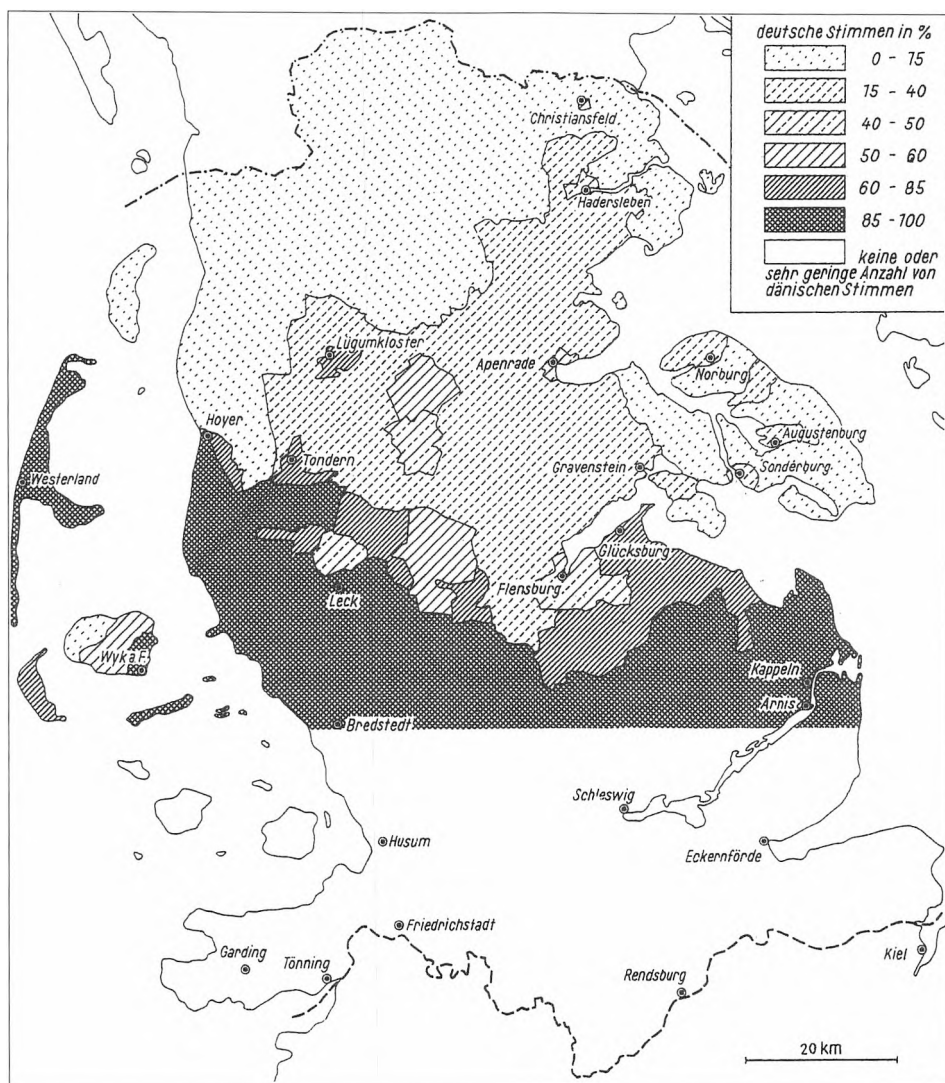 deutsche Stimmen in %
0 - 15
15 - 40
40 - 50
50 - 60
60 - 85
85 - 100
keine oder
sehr geringe Anzahl von
dänischen Stimmen
Christiansfeld
Hadersleben
Lügumkloster
Apenrade
Norburg
Hoyer
Augustenburg
Tondern
Gravenstein
Sonderburg
Westerland
Glücksburg
Flensburg
Leck
Wyk a F.
Kappeln
Arnis
Bredstedt
Schleswig
Husum
Eckernförde
Friedrichstadt
Garding
Tönning
Kiel
Rendsburg
20 km